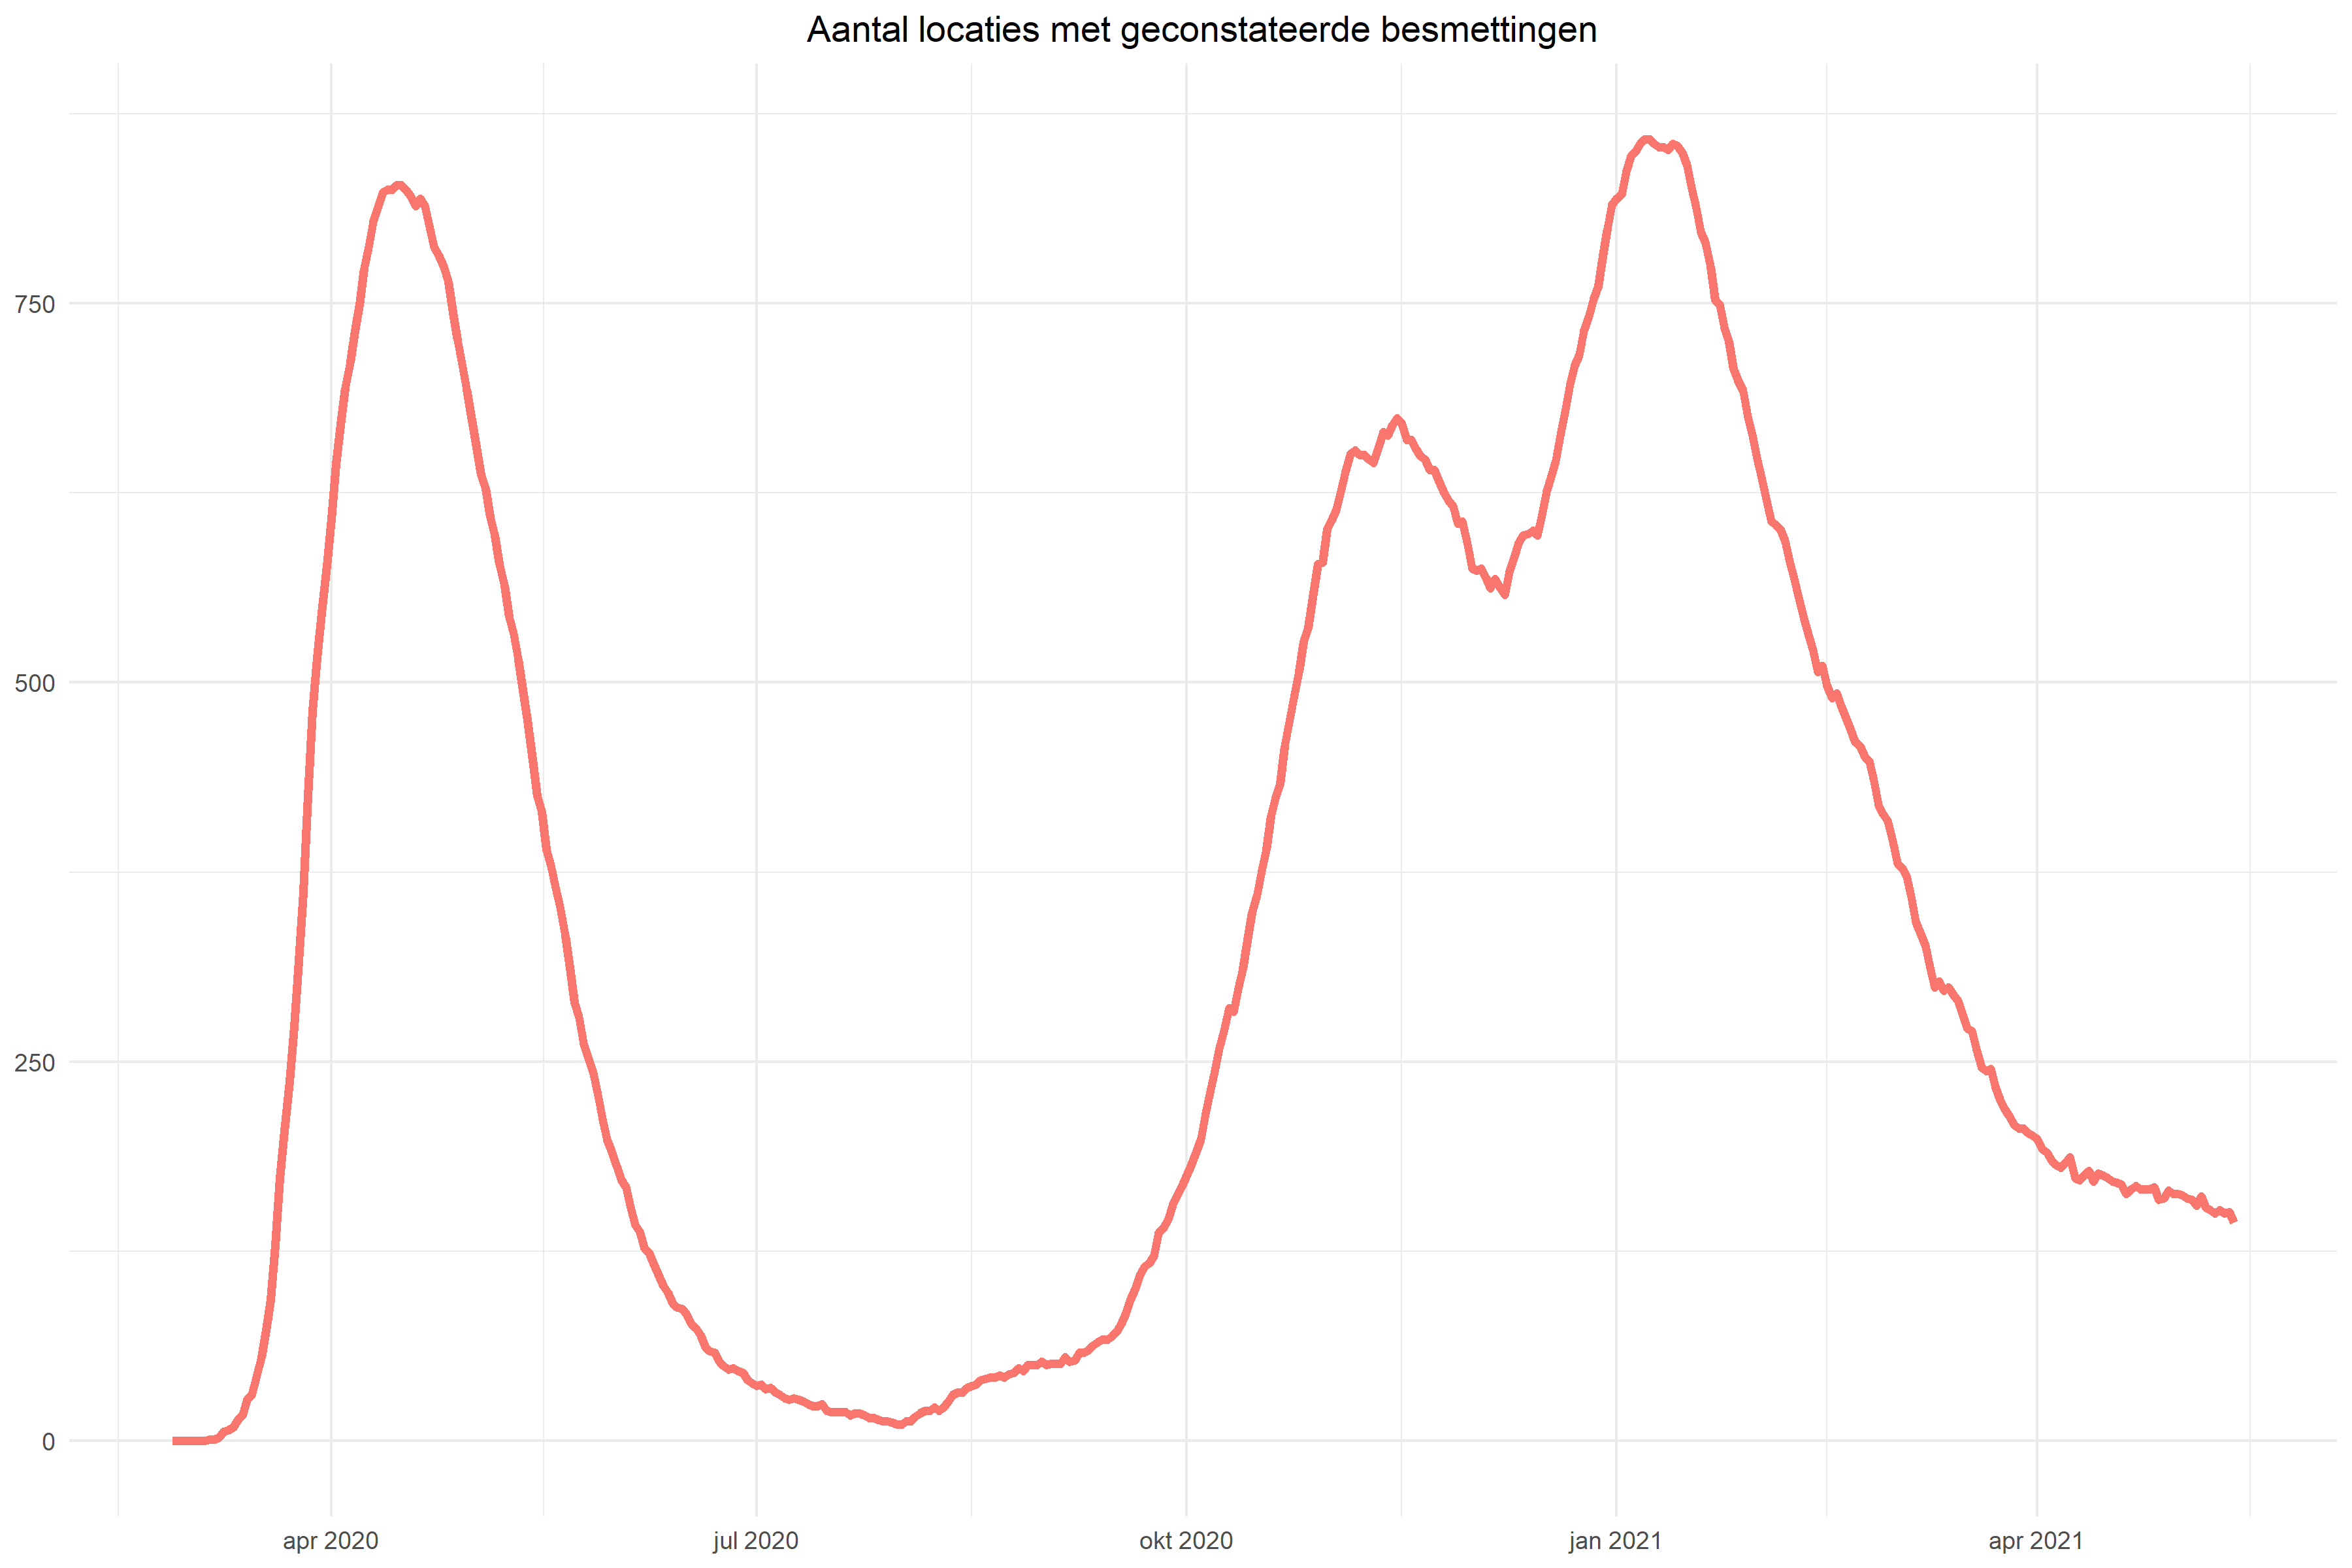 Aantal locaties met geconstateerde besmettingen
750
500
250
0
apr 2020
jul 2020
okt 2020
jan 2021
apr 2021